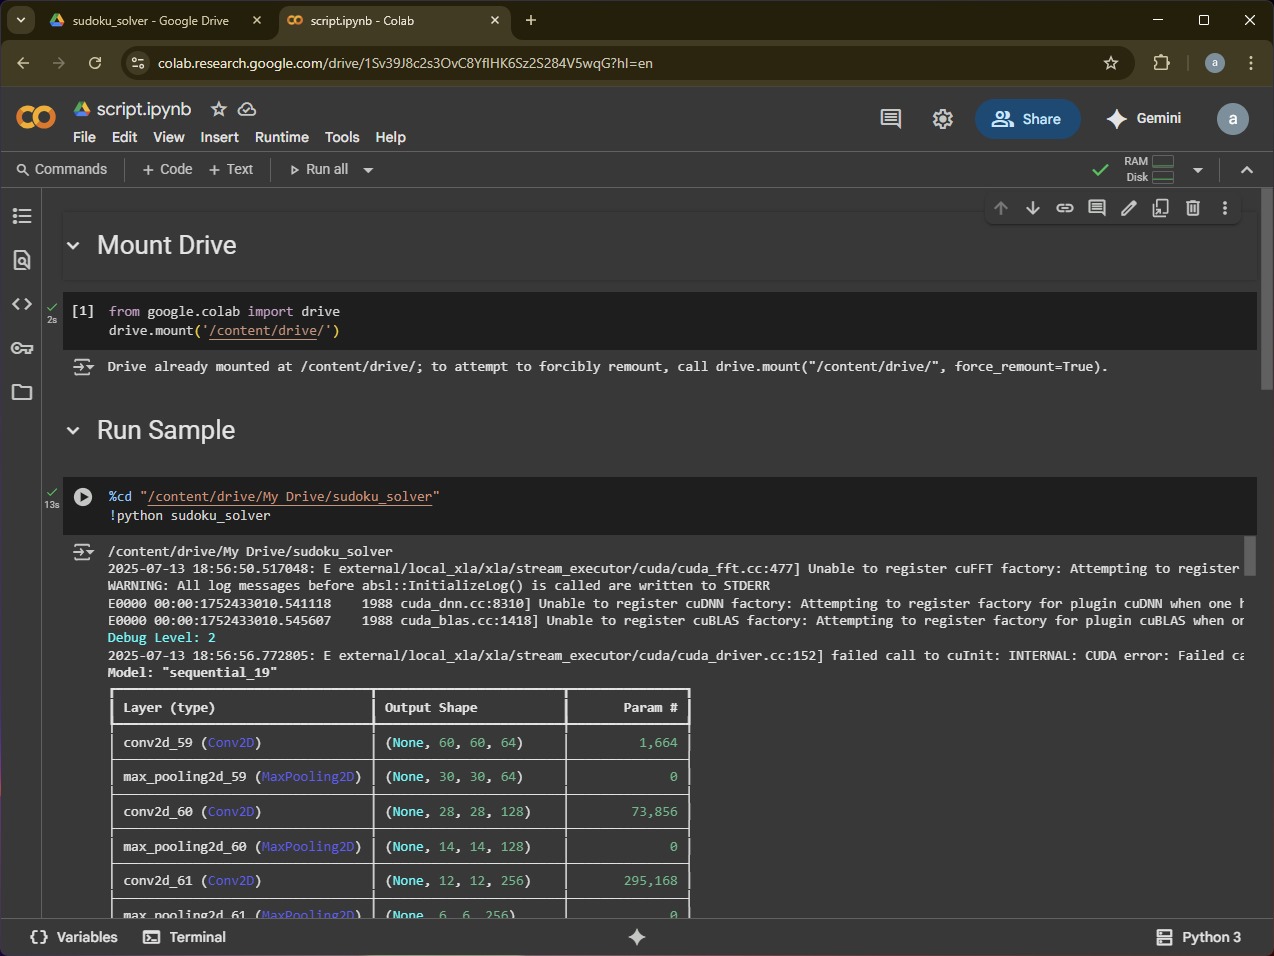 sudoku_solver - Google Drive
script.ipynb - Colab
colab.research.google.com/drive/1Sv39J8c2s3OvC8YflHK6Sz2S284V5wqG?hl=en
a
script.ipynb
File Edit View Insert Runtime Tools Help
Share
Gemini
a
Commands + Code + Text Run all
RAM
Disk
Mount Drive
2s
[1] from google.colab import drive
drive.mount('/content/drive/')
Drive already mounted at /content/drive/; to attempt to forcibly remount, call drive.mount("/content/drive/", force_remount=True).
Run Sample
13s
%cd "/content/drive/My Drive/sudoku_solver"
!python sudoku_solver
/content/drive/My Drive/sudoku_solver
2025-07-13 18:56:50.517048: E external/local_xla/xla/stream_executor/cuda/cuda_fft.cc:477] Unable to register cuFFT factory: Attempting to register
WARNING: All log messages before absl::InitializeLog() is called are written to STDERR
E0000 00:00:1752433010.541118 1988 cuda_dnn.cc:8310] Unable to register cuDNN factory: Attempting to register factory for plugin cuDNN when one
E0000 00:00:1752433010.545607 1988 cuda_blas.cc:1418] Unable to register cuBLAS factory: Attempting to register factory for plugin cuBLAS when
Debug Level: 2
2025-07-13 18:56:56.772805: E external/local_xla/xla/stream_executor/cuda/cuda_driver.cc:152] failed call to cuInit: INTERNAL: CUDA error: Failed
Model: "sequential_19"
Layer (type) Output Shape Param #
conv2d_59 (Conv2D) (None, 60, 60, 64) 1,664
max_pooling2d_59 (MaxPooling2D) (None, 30, 30, 64) 0
conv2d_60 (Conv2D) (None, 28, 28, 128) 73,856
max_pooling2d_60 (MaxPooling2D) (None, 14, 14, 128) 0
conv2d_61 (Conv2D) (None, 12, 12, 256) 295,168
max_pooling2d_61 (MaxPooling2D) (None, 6, 6, 256) 0
Variables Terminal
Python 3